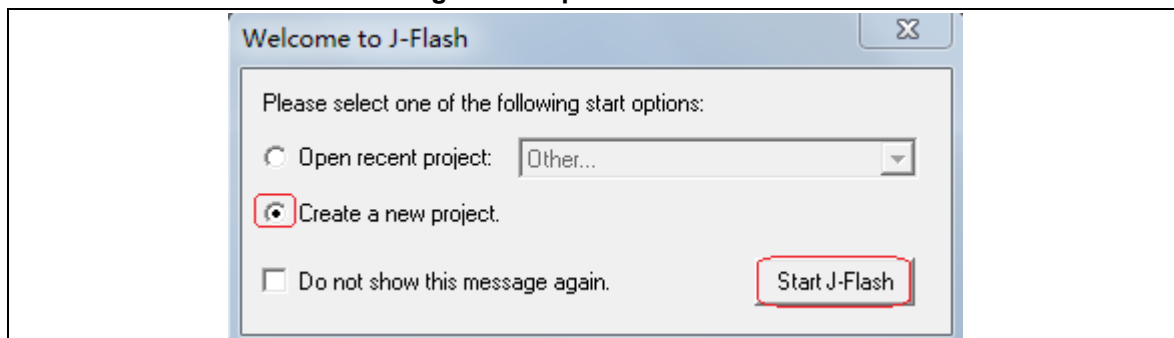 Welcome to J-Flash
Please select one of the following start options:
Open recent project: Other...
Create a new project.
Do not show this message again. Start J-Flash